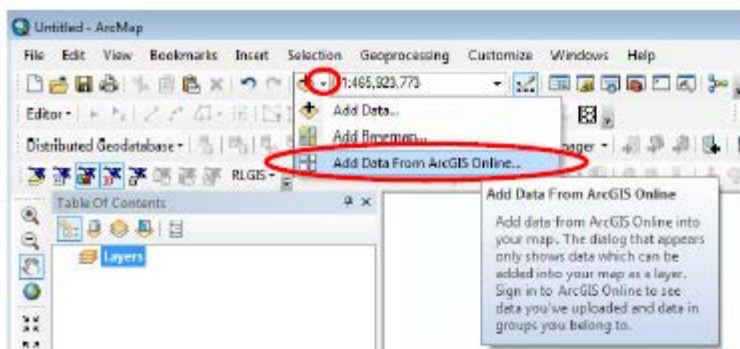 Untitled - ArcMap
File Edit View Bookmarks Insert Selection Geoprocessing Customize Windows Help
1:465,923,773
Editor
Add Data...
Distributed Geodatabase
Add Basemap...
Add Data From ArcGIS Online...
RLGIS
Table Of Contents
Layers
Add Data From ArcGIS Online
Add data from ArcGIS Online into
your map. The dialog that appears
only shows data which can be
added into your map as a layer.
Sign in to ArcGIS Online to see
data you've uploaded and data in
groups you belong to.